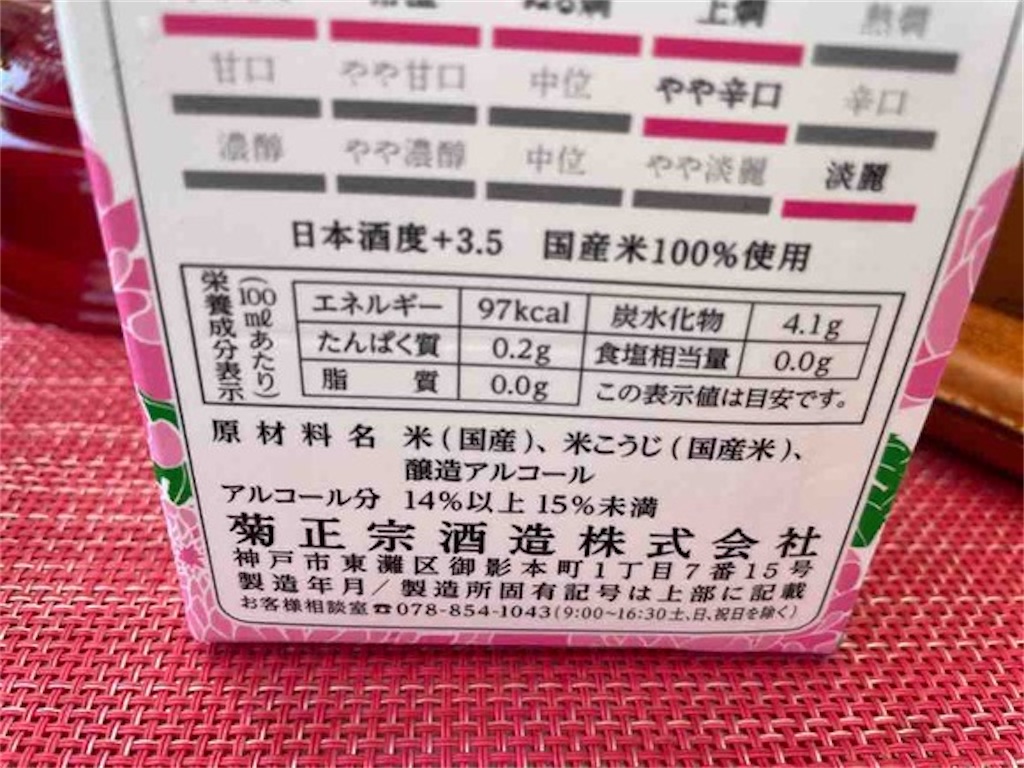 上燗 熱燗
甘口 やや甘口 中位 やや辛口 辛口
濃醇 やや濃醇 中位 やや淡麗 淡麗
日本酒度+3.5 国産米100%使用
栄養成分表示
(100mlあたり)
エネルギー 97kcal 炭水化物 4.1g
たんぱく質 0.2g 食塩相当量 0.0g
脂質 0.0g この表示値は目安です。
原材料名 米(国産)、米こうじ(国産米)、
醸造アルコール
アルコール分 14%以上15%未満
菊正宗酒造株式会社
神戸市東灘区御影本町1丁目7番15号
製造年月/製造所固有記号は上部に記載
お客様相談室☎078-854-1043(9:00~16:30土、日、祝日を除く)